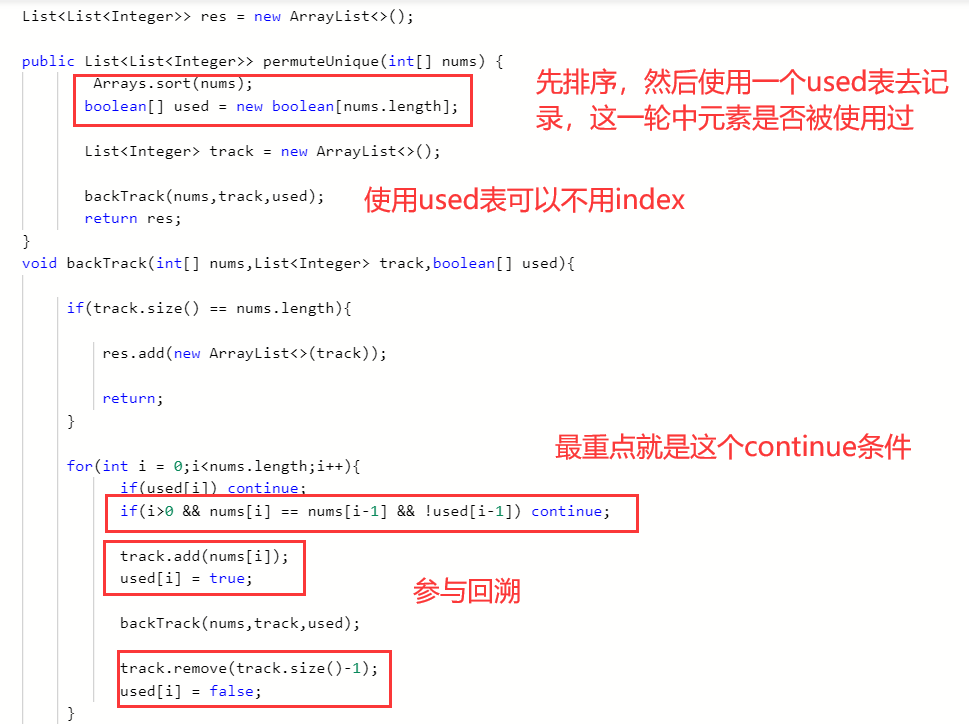 List<List<Integer>> res = new ArrayList<>();
public List<List<Integer>> permuteUnique(int[] nums) {
Arrays.sort(nums);
boolean[] used = new boolean[nums.length];
先排序，然后使用一个used表去记
录，这一轮中元素是否被使用过
List<Integer> track = new ArrayList<>();
backTrack(nums,track,used);
使用used表可以不用index
return res;
}
void backTrack(int[] nums,List<Integer> track,boolean[] used){
if(track.size() == nums.length){
res.add(new ArrayList<>(track));
return;
}
最重点就是这个continue条件
for(int i = 0;i<nums.length;i++){
if(used[i]) continue;
if(i>0 && nums[i] == nums[i-1] && !used[i-1]) continue;
track.add(nums[i]);
used[i] = true;
参与回溯
backTrack(nums,track,used);
track.remove(track.size()-1);
used[i] = false;
}